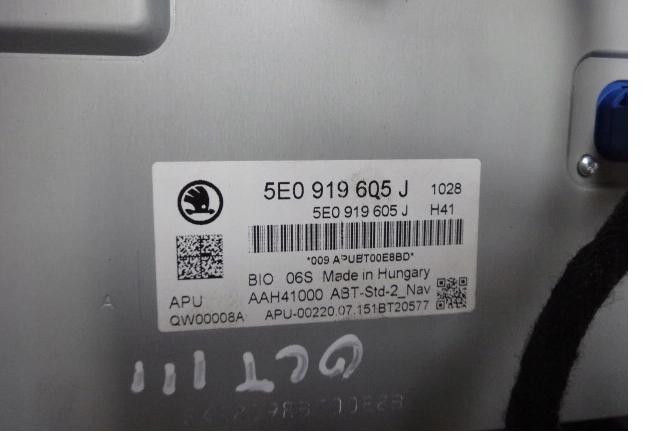 5E0 919 605 J 1028
5E0 919 605 J H41
*009 APUBT00E8BD*
BIO 06S Made in Hungary
APU AAH41000 ABT-Std-2_Nav
QW00008A APU-00220.07.151BT20577
A